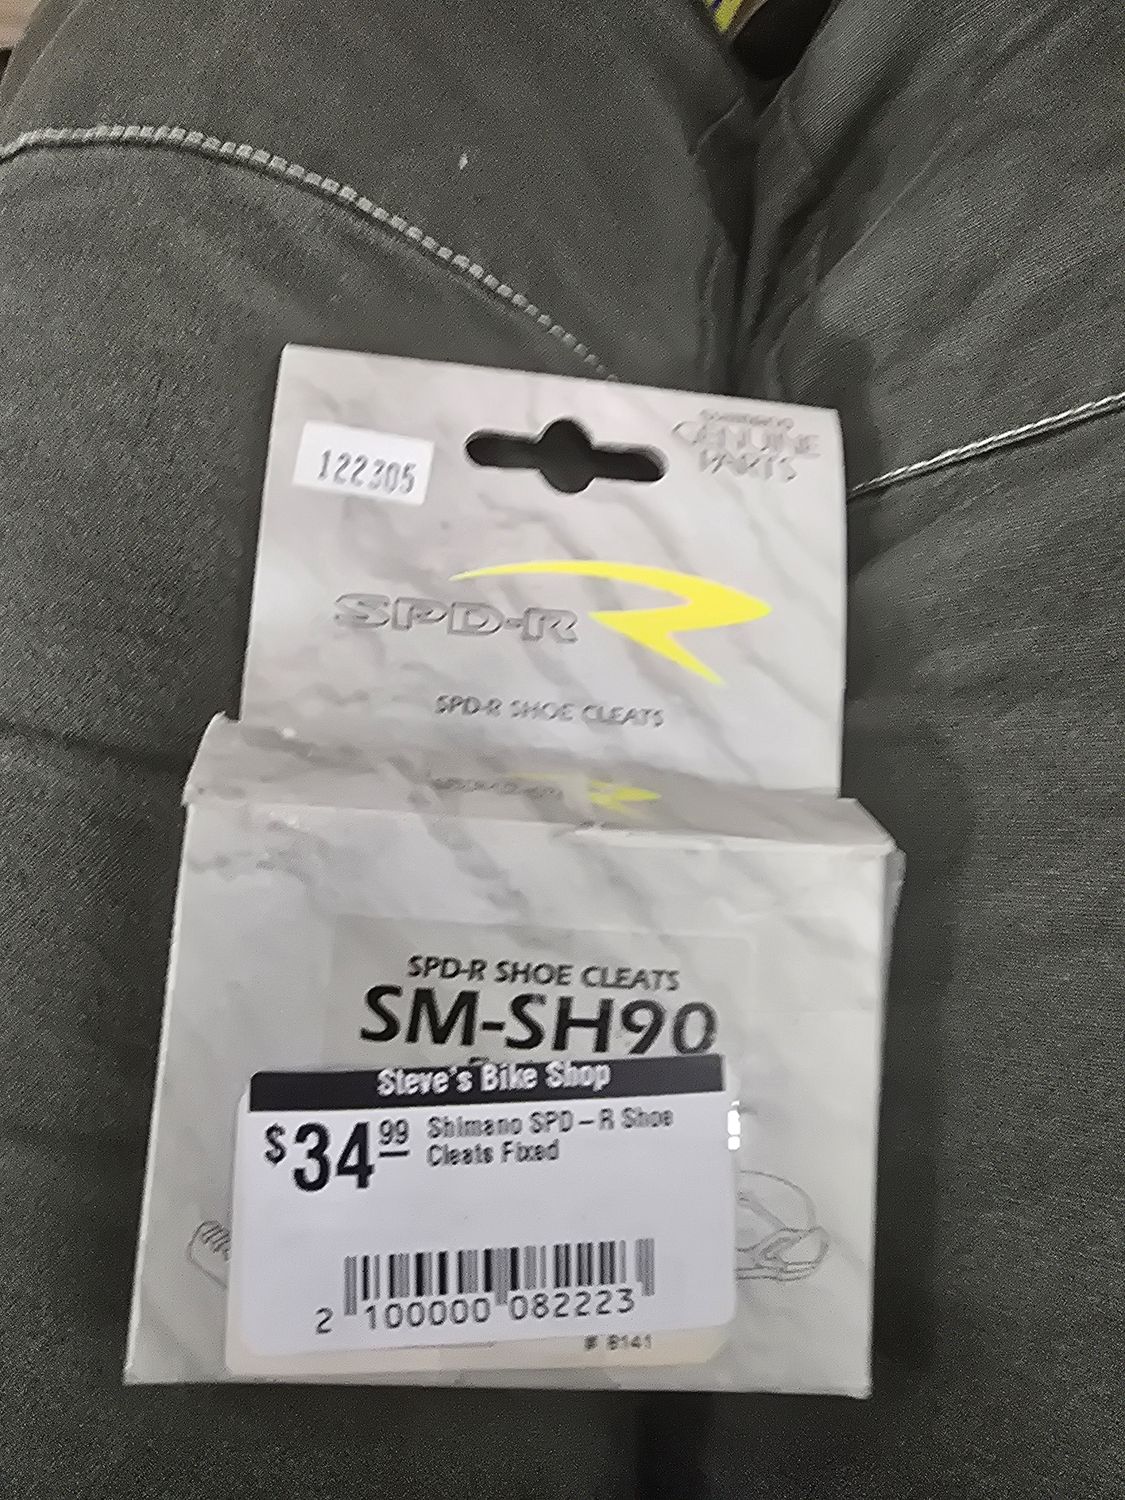 122305
SHIMANO
GENUINE
PARTS
SPD-R
SPD-R SHOE CLEATS
SPD-R SHOE CLEATS
SM-SH90
Steve's Bike Shop
$34.99 Shimano SPD-R Shoe
Cleats Fixed
2 100000 082223
# 8141